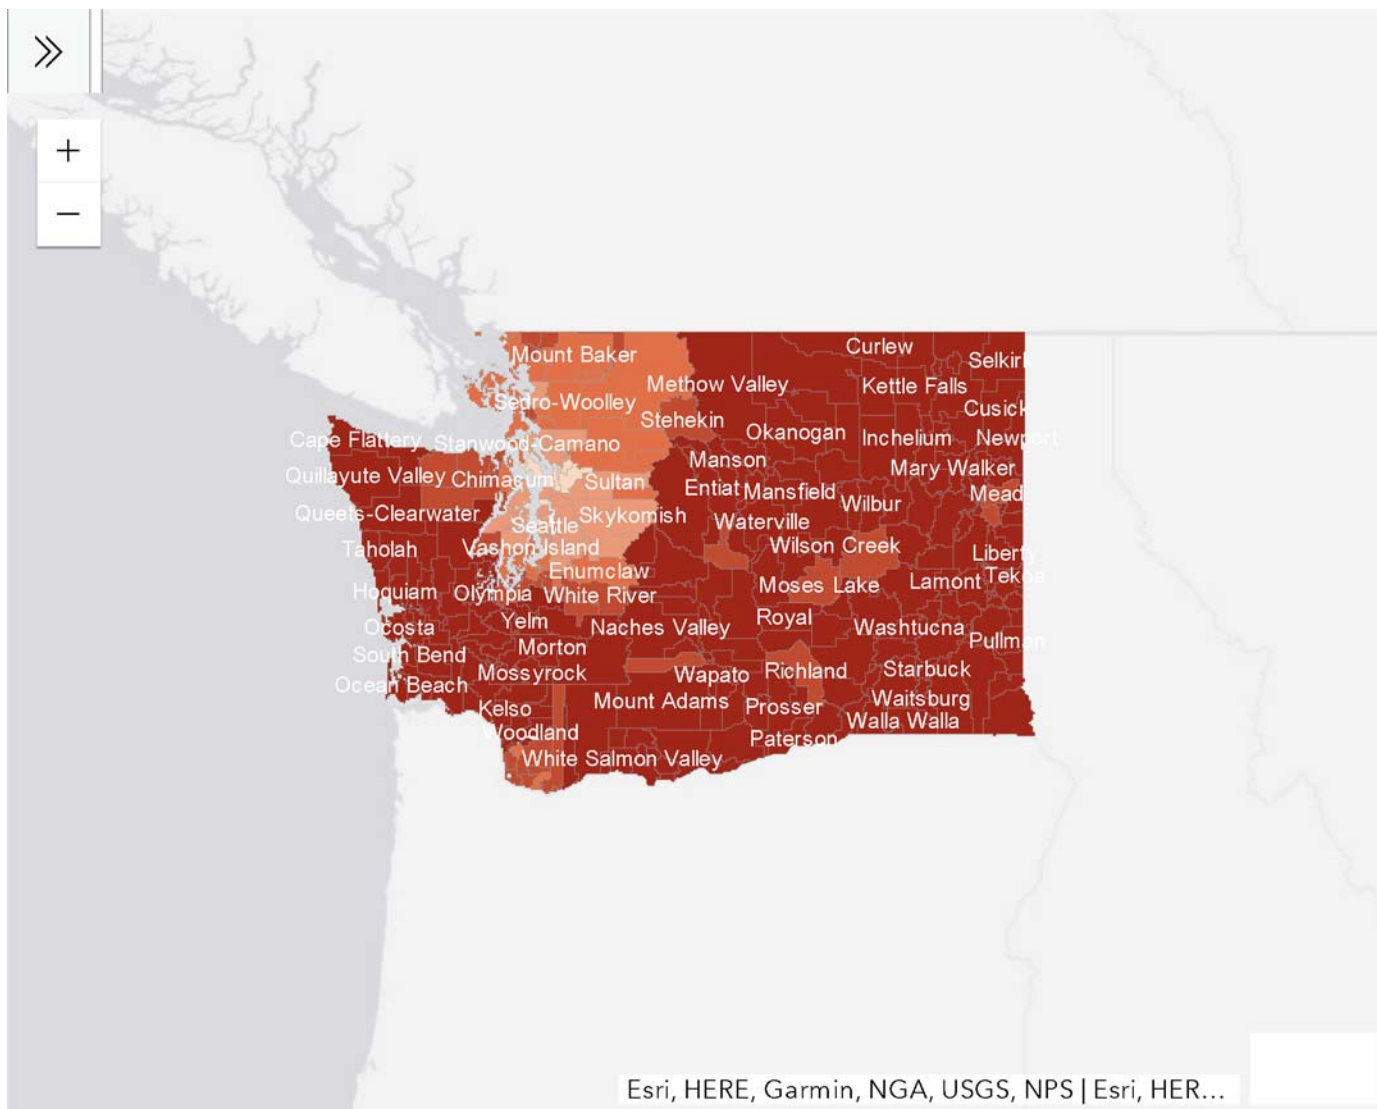 Mount Baker
Curlew
Selkirk
Methow Valley
Kettle Falls
Sedro-Woolley
Cusick
Stehekin
Okanogan
Inchelium
Newport
Cape Flattery
Stanwood-Camano
Manson
Mary Walker
Quillayute Valley
Chimacum
Sultan
Entiat
Mansfield
Wilbur
Mead
Queets-Clearwater
Seattle
Skykomish
Waterville
Taholah
Vashon Island
Wilson Creek
Liberty
Enumclaw
Tekoa
Hoquiam
Olympia
White River
Moses Lake
Lamont
Ocosta
Yelm
Naches Valley
Royal
Washtucna
Pullman
South Bend
Morton
Mossyrock
Wapato
Richland
Starbuck
Ocean Beach
Kelso
Mount Adams
Prosser
Waitsburg
Woodland
Walla Walla
Paterson
White Salmon Valley
Esri, HERE, Garmin, NGA, USGS, NPS | Esri, HER...